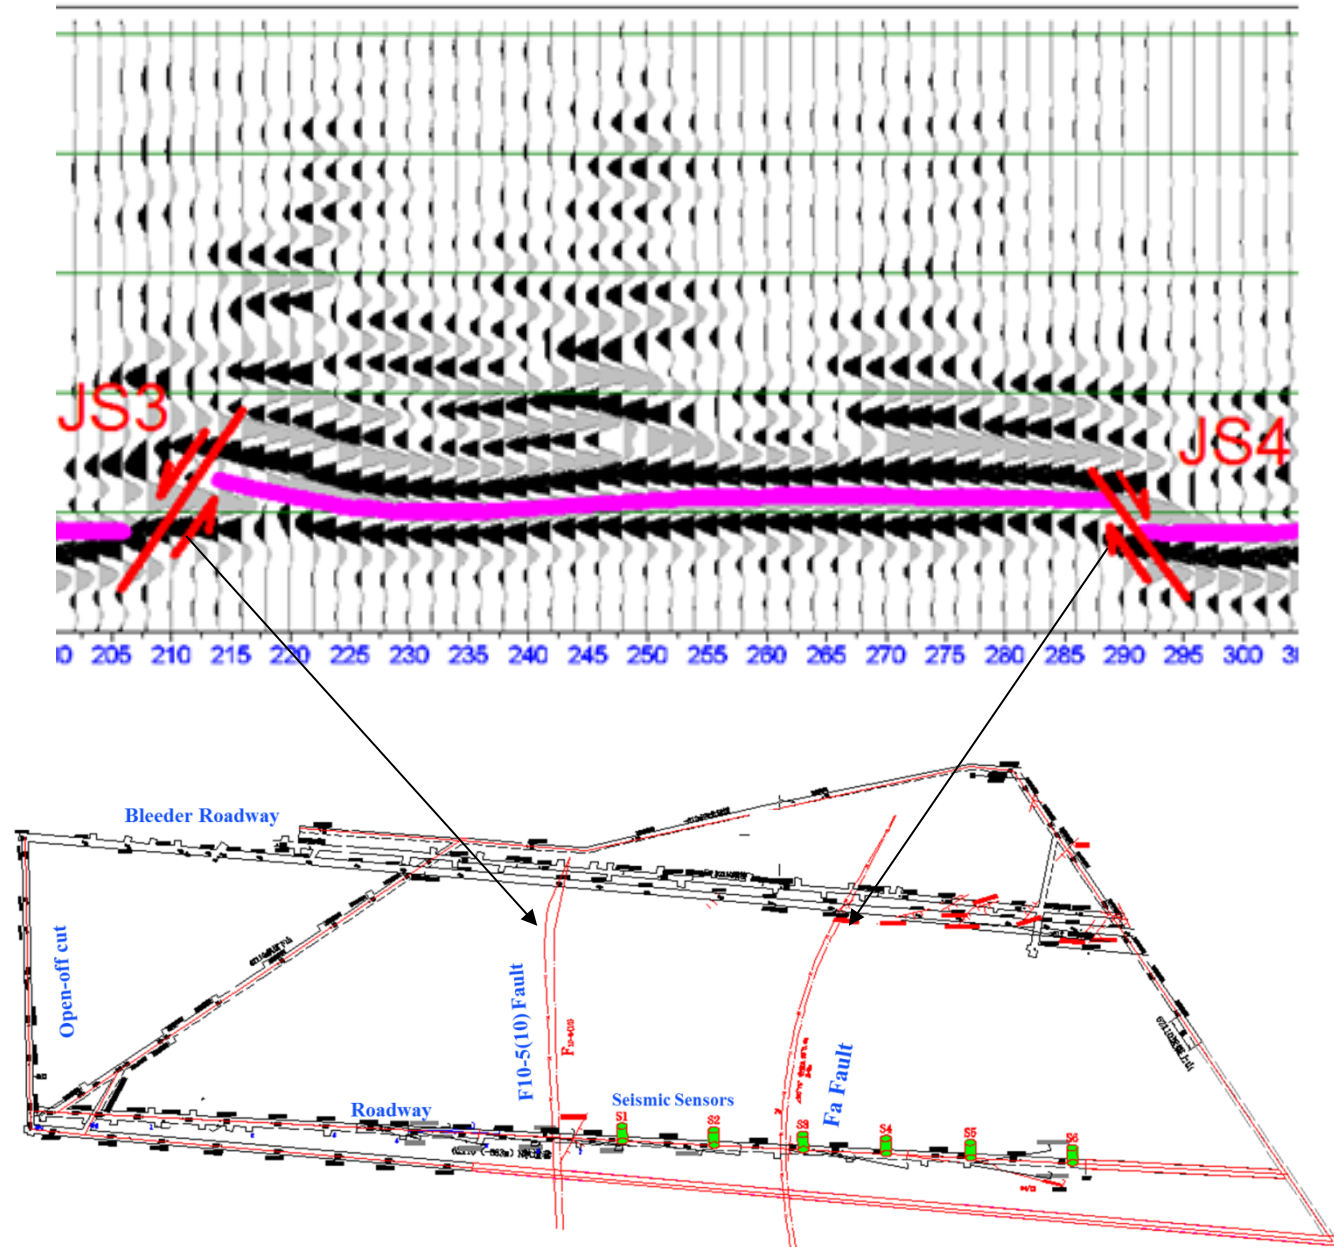 JS3
JS4
205 210 215 220 225 230 235 240 245 250 255 260 265 270 275 280 285 290 295 300
Bleeder Roadway
Open-off cut
F10-5(10) Fault
Fa Fault
Seismic Sensors
Roadway
S1
S2
S3
S4
S5
S6